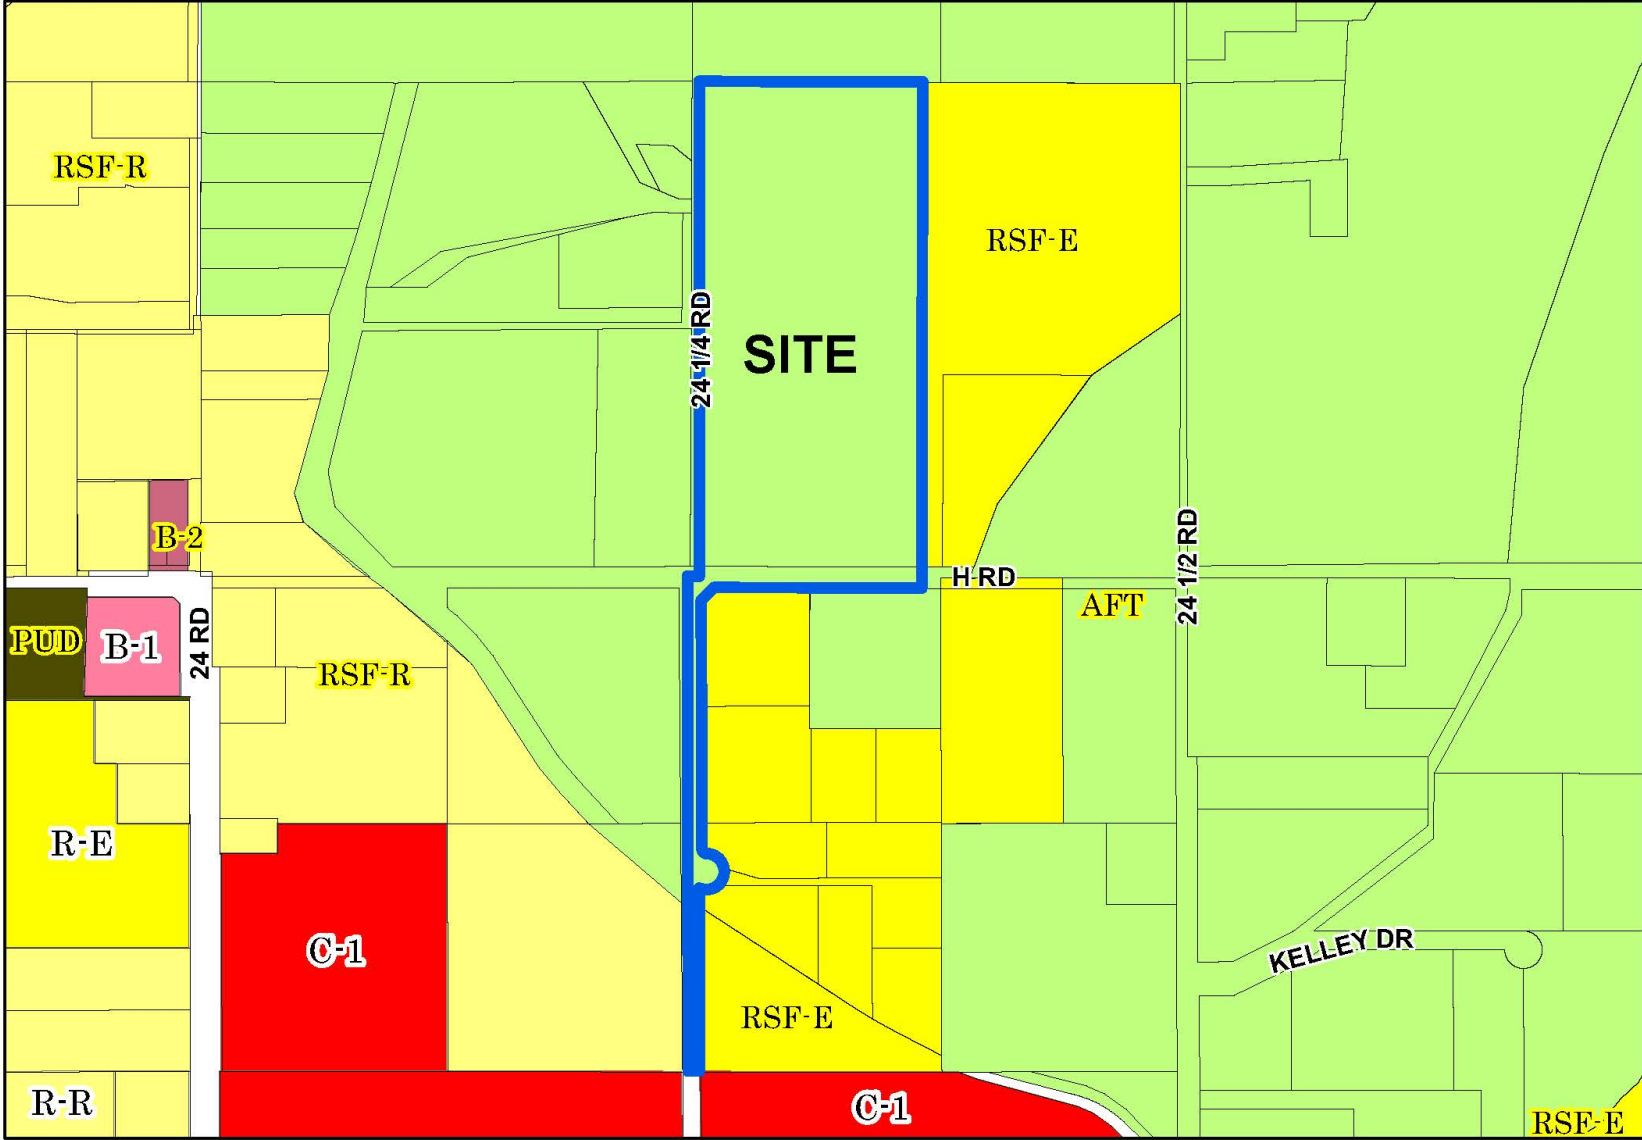 RSF-R
RSF-E
24 1/4 RD
SITE
B-2
24 1/2 RD
H RD
AFT
PUD
B-1
24 RD
RSF-R
R-E
C-1
KELLEY DR
RSF-E
R-R
C-1
RSF-E